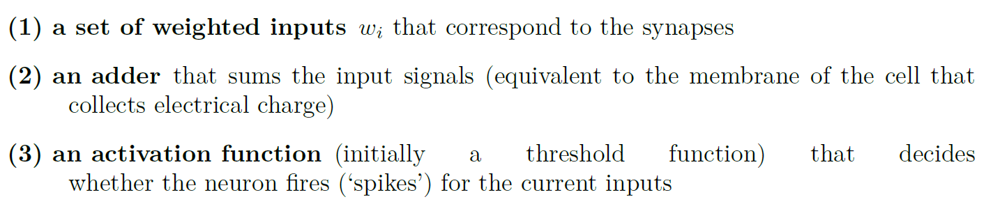 (1) a set of weighted inputs wᵢ that correspond to the synapses
(2) an adder that sums the input signals (equivalent to the membrane of the cell that
collects electrical charge)
(3) an activation function (initially a threshold function) that decides
whether the neuron fires (‘spikes’) for the current inputs